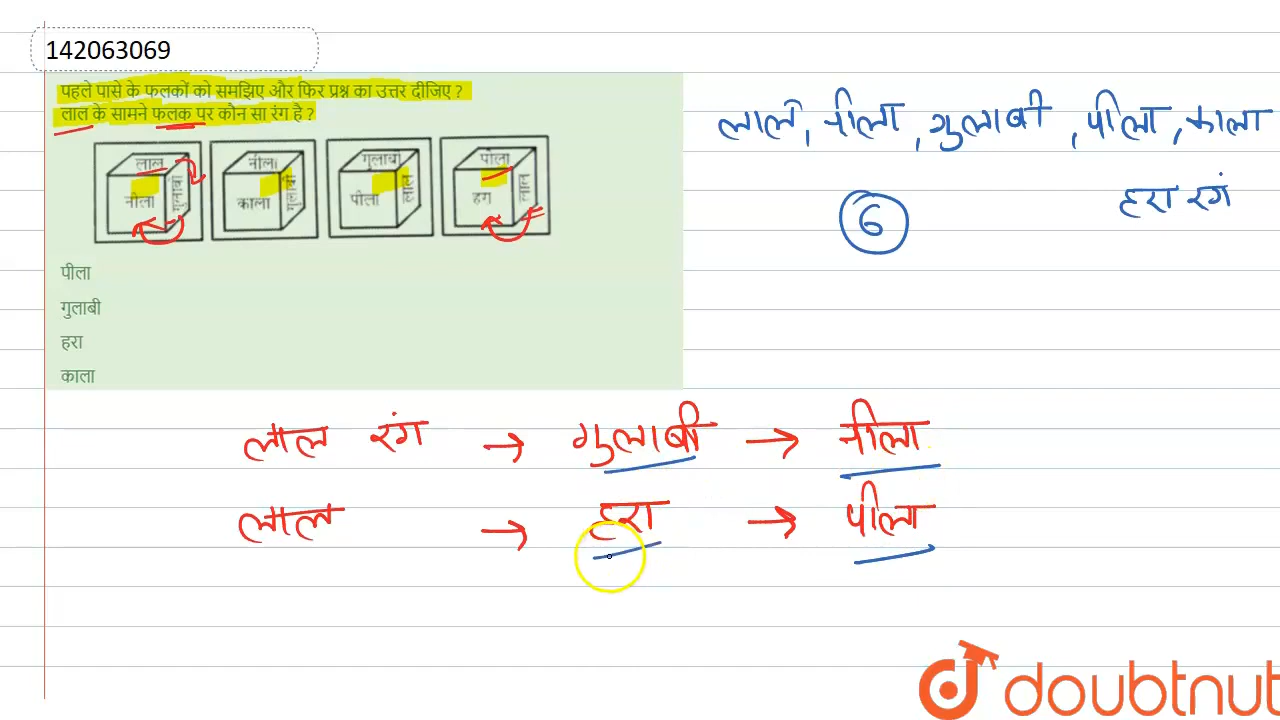 142063069
पहले पासे के फलकों को समझिए और फिर प्रश्न का उत्तर दीजिए ?
लाल के सामने फलक पर कौन सा रंग है ?
लाल नीला गुलाबी
नीला काला गुलाबी
गुलाबी पीला लाल
पीला हरा लाल
पीला
गुलाबी
हरा
काला
लाल, नीला, गुलाबी, पीला, काला
हरा रंग
6
लाल रंग → गुलाबी → नीला
लाल → हरा → पीला
doubtnut